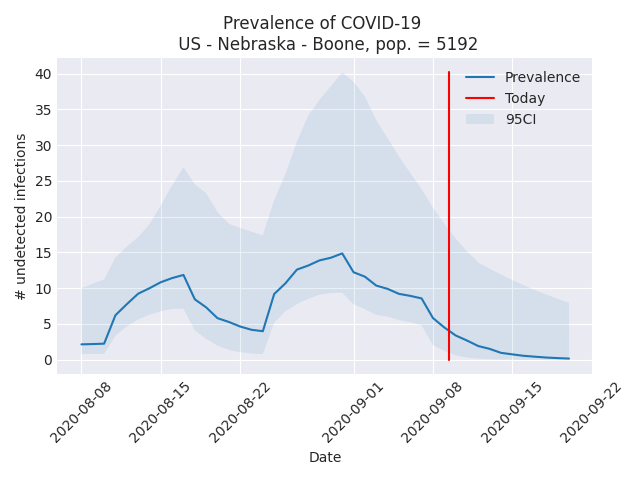 Prevalence of COVID-19
US - Nebraska - Boone, pop. = 5192
Prevalence
Today
95CI
# undetected infections
40
35
30
25
20
15
10
5
0
2020-08-08
2020-08-15
2020-08-22
2020-09-01
2020-09-08
2020-09-15
2020-09-22
Date